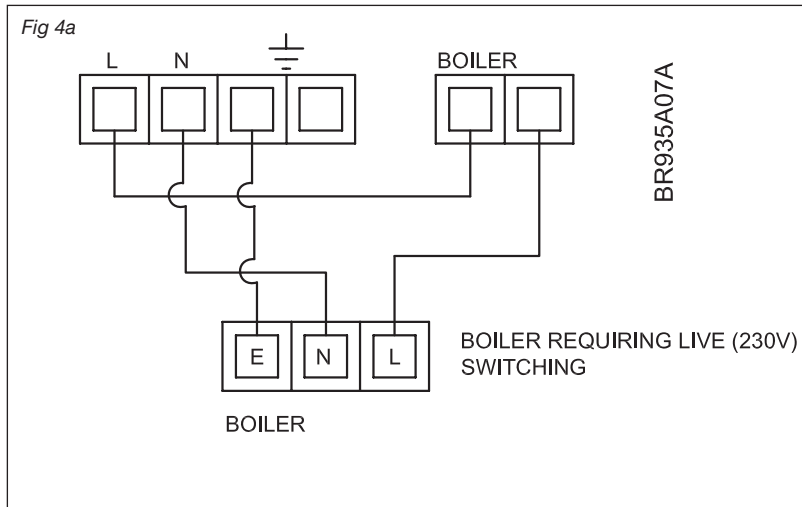 Fig 4a
L N
BOILER
BR935A07A
E N L
BOILER REQUIRING LIVE (230V)
SWITCHING
BOILER